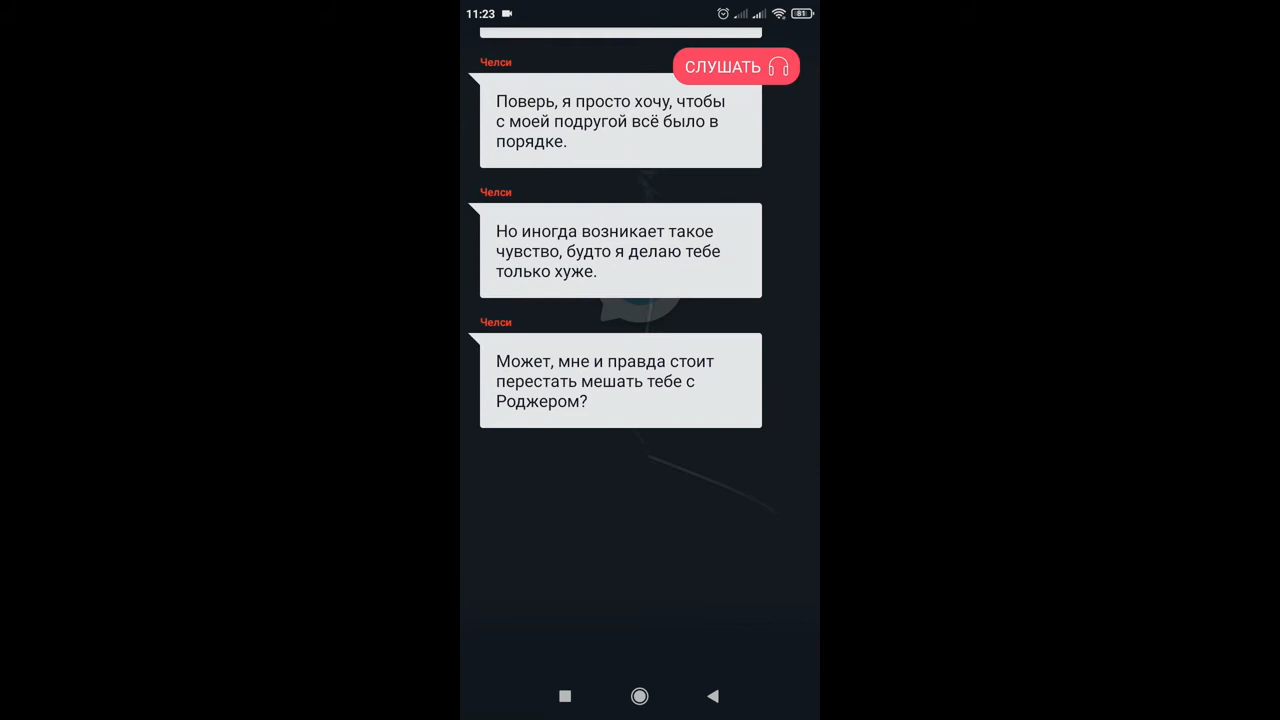 11:23
81
Челси
СЛУШАТЬ
Поверь, я просто хочу, чтобы
с моей подругой всё было в
порядке.
Челси
Но иногда возникает такое
чувство, будто я делаю тебе
только хуже.
Челси
Может, мне и правда стоит
перестать мешать тебе с
Роджером?